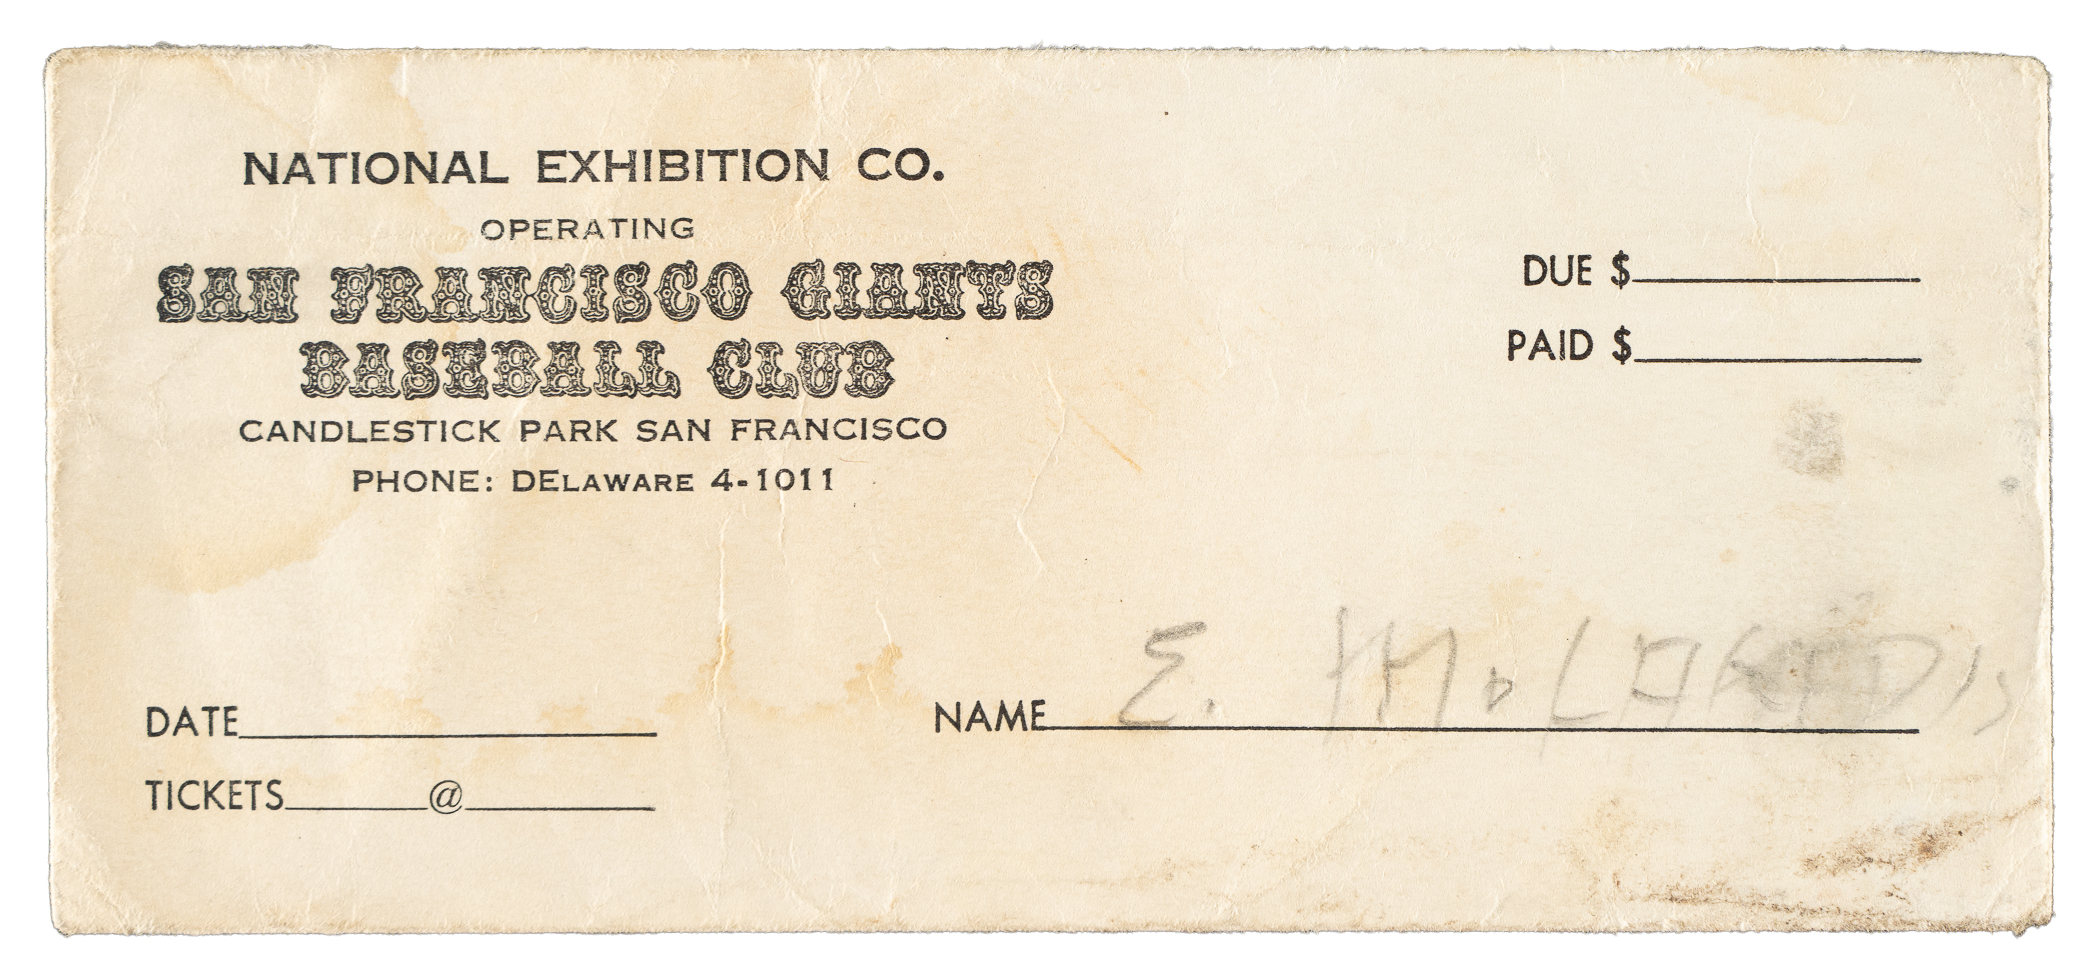 NATIONAL EXHIBITION CO.
OPERATING
SAN FRANCISCO GIANTS
BASEBALL CLUB
CANDLESTICK PARK SAN FRANCISCO
PHONE: DELAWARE 4-1011
DUE $
PAID $
DATE
NAME E.
TICKETS @